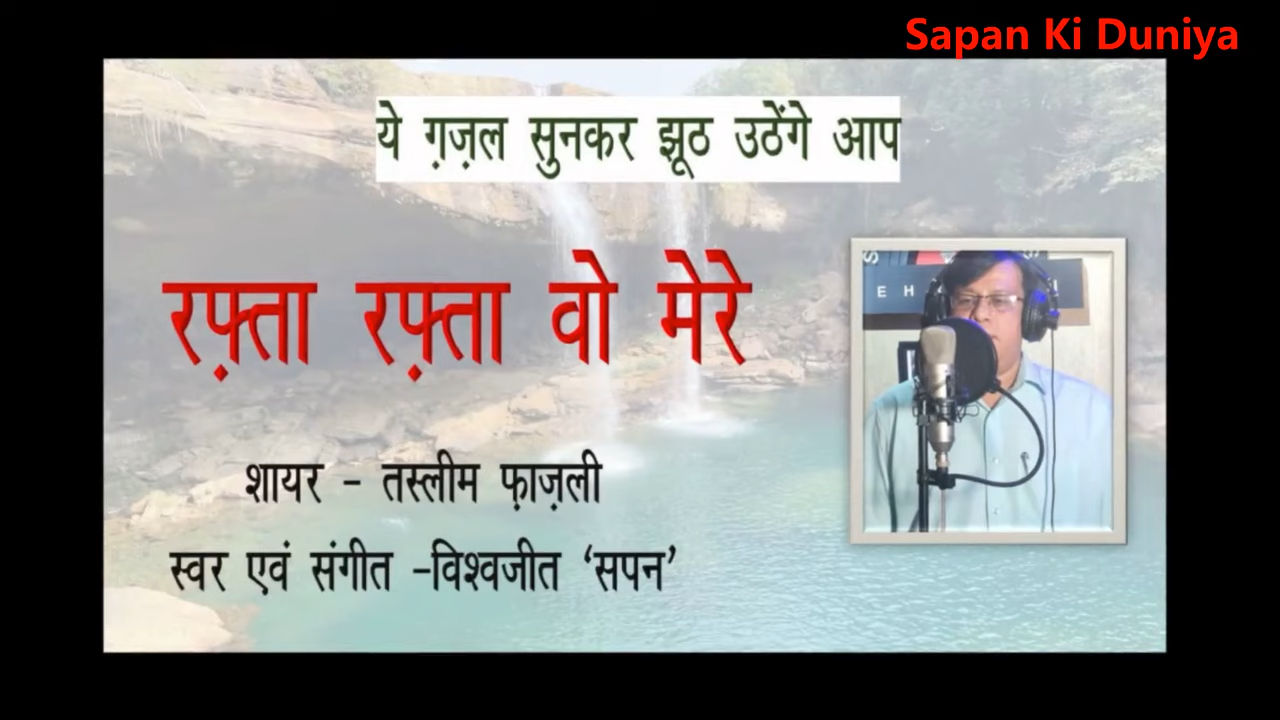 Sapan Ki Duniya
ये ग़ज़ल सुनकर झूठ उठेंगे आप
रफ़्ता रफ़्ता वो मेरे
शायर - तस्लीम फ़ाज़ली
स्वर एवं संगीत -विश्वजीत ‘सपन’
E H